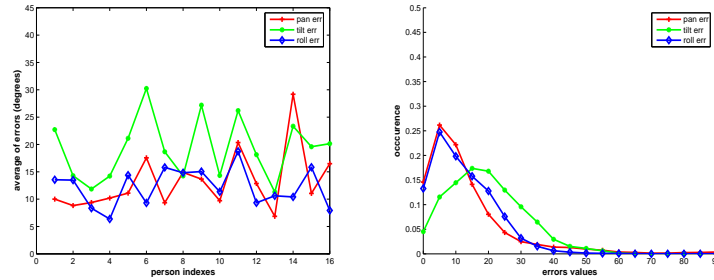 45
40
35
30
25
20
15
10
5
0
average of errors (degrees)
0 2 4 6 8 10 12 14 16
person indexes
pan err
tilt err
roll err
0.5
0.45
0.4
0.35
0.3
0.25
0.2
0.15
0.1
0.05
0
occcurence
0 10 20 30 40 50 60 70 80 90
errors values
pan err
tilt err
roll err